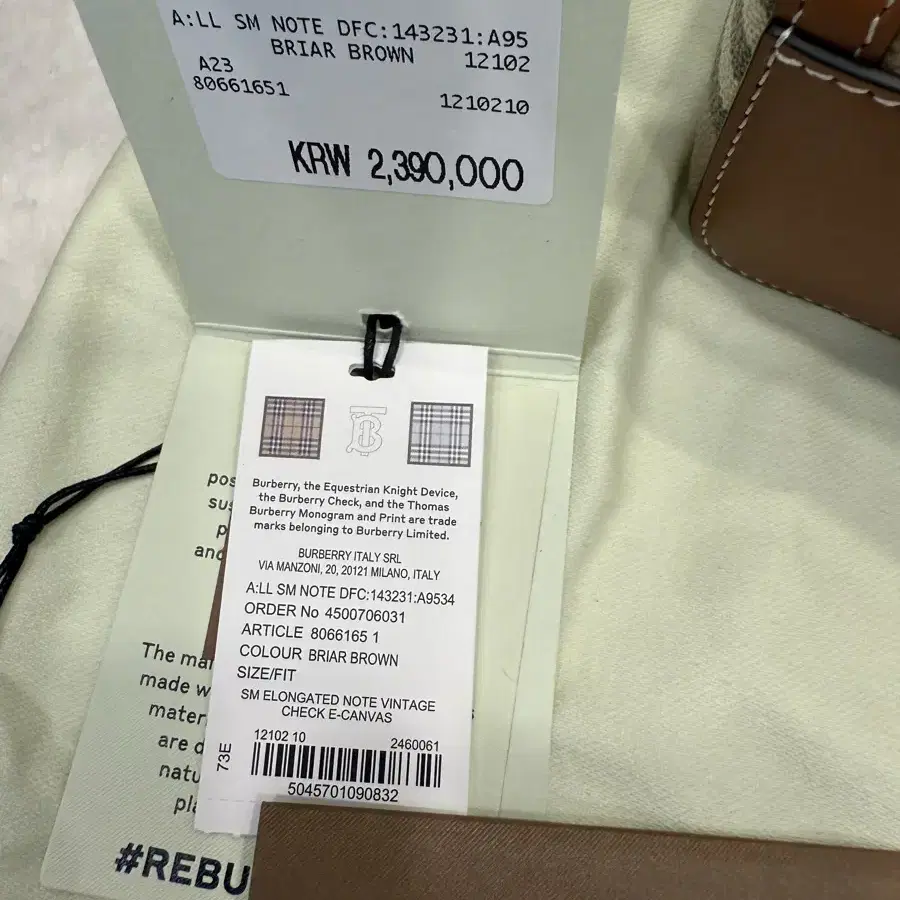 A:LL SM NOTE DFC:143231:A95
BRIAR BROWN 12102
A23
80661651
1210210
KRW 2,390,000
Burberry, the Equestrian Knight Device,
the Burberry Check, and the Thomas
Burberry Monogram and Print are trade
marks belonging to Burberry Limited.
BURBERRY ITALY SRL
VIA MANZONI, 20, 20121 MILANO, ITALY
A:LL SM NOTE DFC:143231:A9534
ORDER No 4500706031
ARTICLE 8066165 1
COLOUR BRIAR BROWN
SIZE/FIT
SM ELONGATED NOTE VINTAGE
CHECK E-CANVAS
12102 10 2460061
73E
5045701090832
The
made
are
#REBU